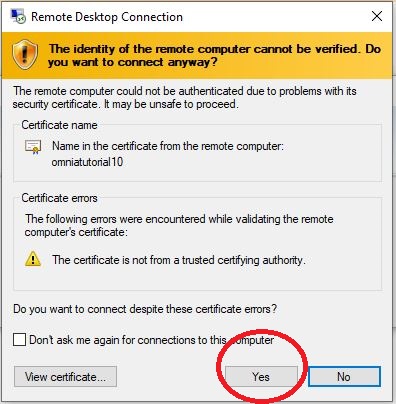 Remote Desktop Connection
The identity of the remote computer cannot be verified. Do
you want to connect anyway?
The remote computer could not be authenticated due to problems with its
security certificate. It may be unsafe to proceed.
Certificate name
Name in the certificate from the remote computer:
omniatutorial10
Certificate errors
The following errors were encountered while validating the remote
computer's certificate:
The certificate is not from a trusted certifying authority.
Do you want to connect despite these certificate errors?
Don't ask me again for connections to this computer
View certificate...
Yes
No